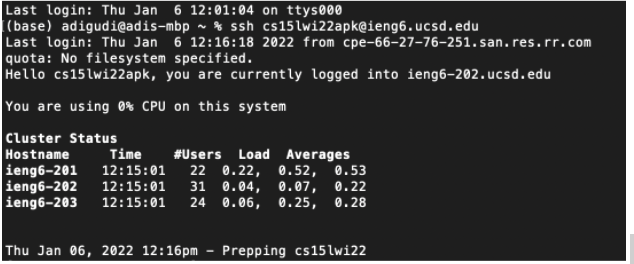 Last login: Thu Jan  6 12:01:04 on ttys000
[(base) adigudi@adis-mbp ~ % ssh cs15lwi22apk@ieng6.ucsd.edu
Last login: Thu Jan  6 12:16:18 2022 from cpe-66-27-76-251.san.res.rr.com
quota: No filesystem specified.
Hello cs15lwi22apk, you are currently logged into ieng6-202.ucsd.edu
You are using 0% CPU on this system
Cluster Status
Hostname     Time    #Users  Load  Averages
ieng6-201   12:15:01   22  0.22,  0.52,  0.53
ieng6-202   12:15:01   31  0.04,  0.07,  0.22
ieng6-203   12:15:01   24  0.06,  0.25,  0.28
Thu Jan 06, 2022 12:16pm - Prepping cs15lwi22